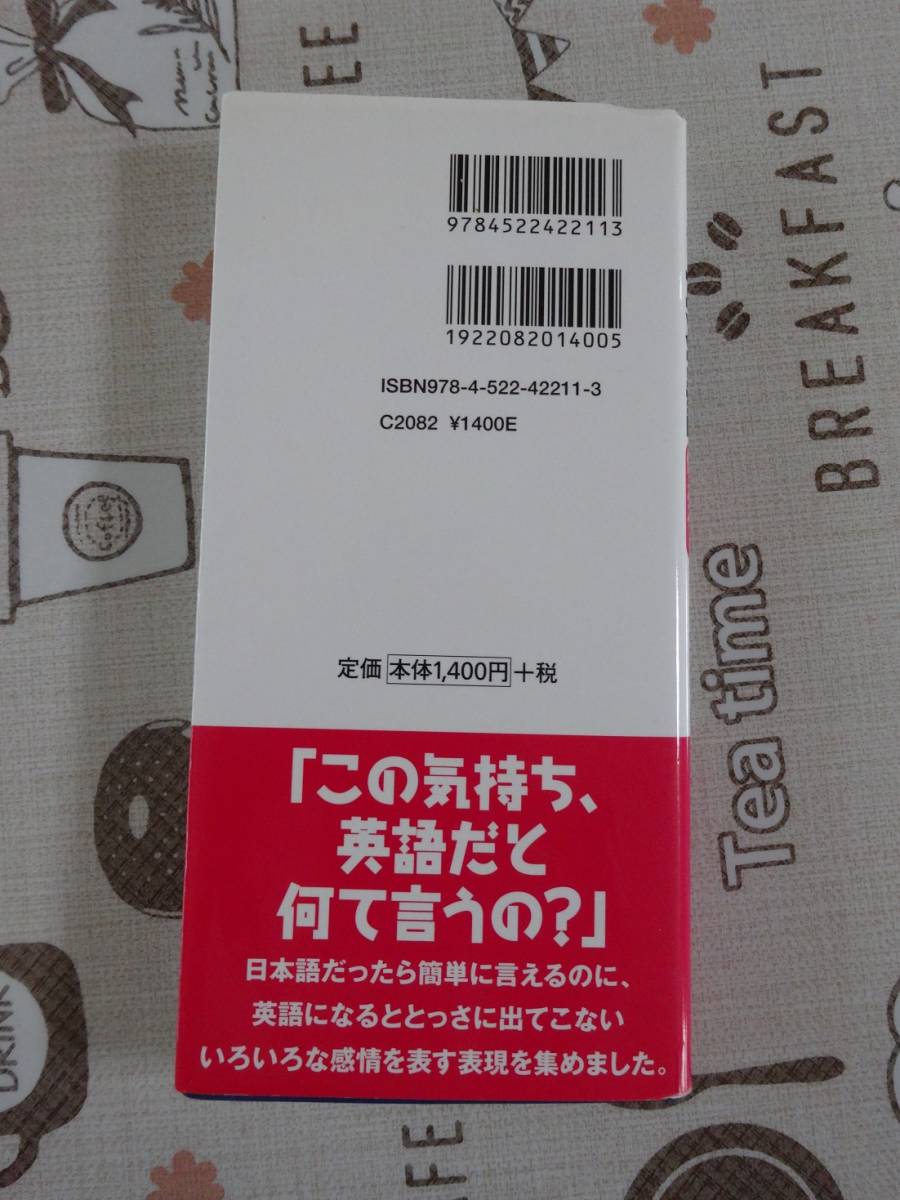 9784522422113
1922082014005
ISBN978-4-522-42211-3
C2082 ¥1400E
定価 本体1,400円+税
「この気持ち、
英語だと
何て言うの?」
日本語だったら簡単に言えるのに、
英語になるととっさに出てこない
いろいろな感情を表す表現を集めました。
BREAKFAST
Tea time
coffee
DRINK
EE
FE